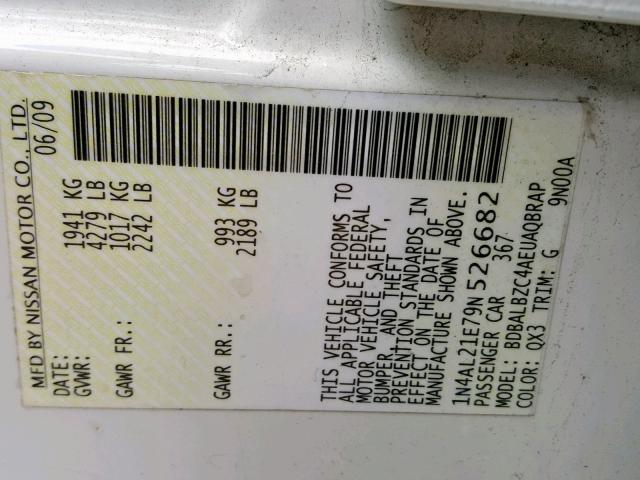 MFD BY NISSAN MOTOR CO., LTD.
DATE: 06/09
GVWR: 1941 KG
4279 LB
GAWR FR.: 1017 KG
2242 LB
GAWR RR.: 993 KG
2189 LB
THIS VEHICLE CONFORMS TO
ALL APPLICABLE FEDERAL
MOTOR VEHICLE SAFETY,
BUMPER, AND THEFT
PREVENTION STANDARDS IN
EFFECT ON THE DATE OF
MANUFACTURE SHOWN ABOVE.
1N4AL21E79N526682
PASSENGER CAR 367
MODEL: BDBALBZC4AEUAQBRAP
COLOR: QX3 TRIM: G 9N00A